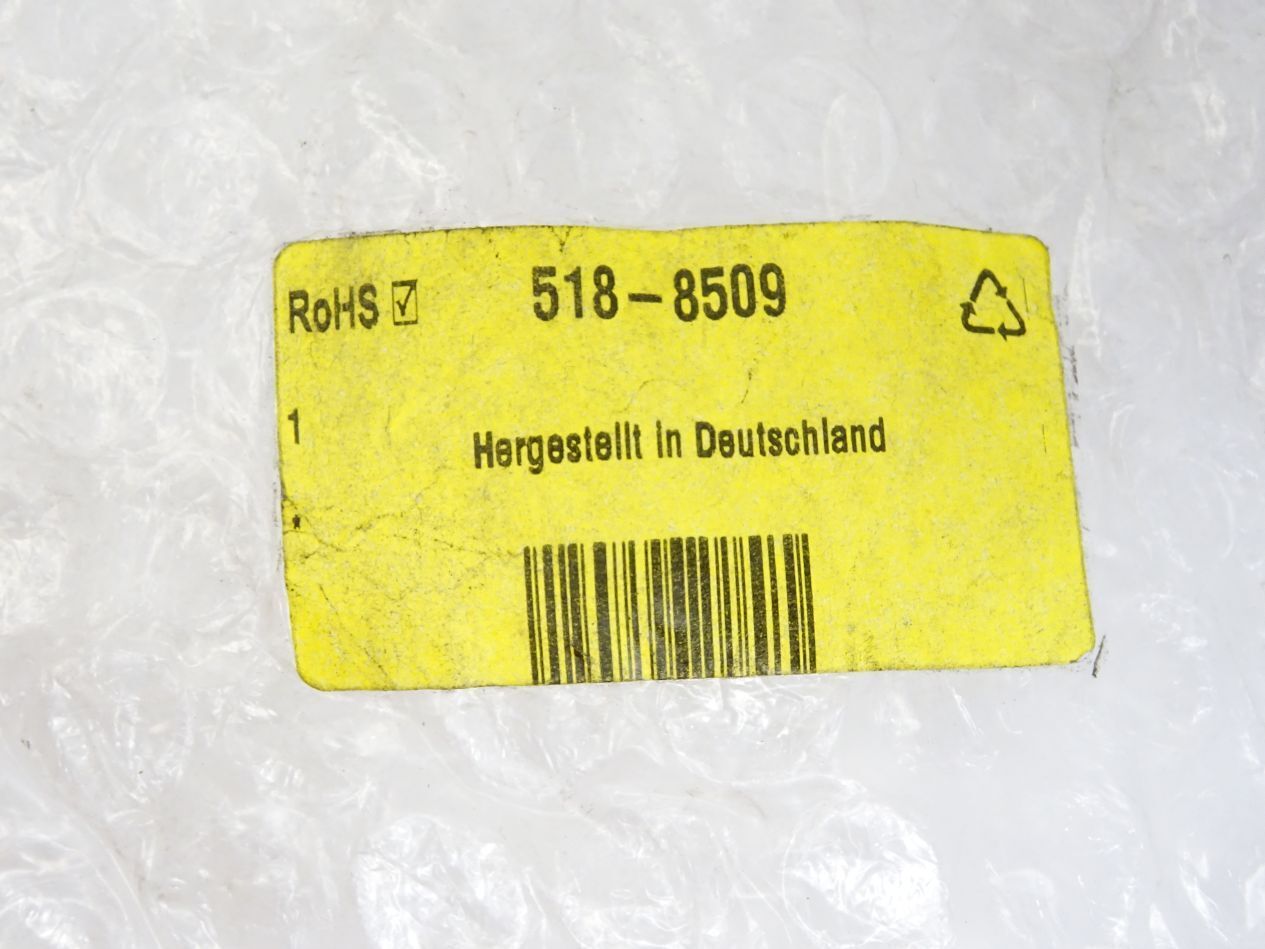 RoHS ☑ 518-8509
1 Hergestellt in Deutschland
*